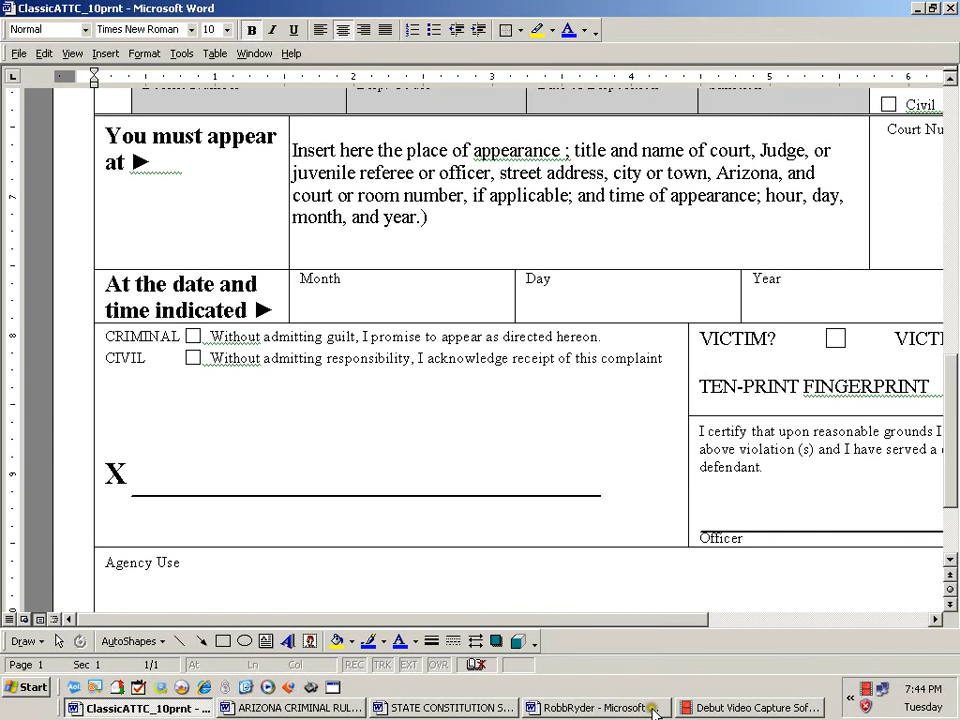 ClassicATTC_10prnt - Microsoft Word
Normal Times New Roman 10 B I U
File Edit View Insert Format Tools Table Window Help
1 2 3 4 5 6
Civil
You must appear
at ►
Insert here the place of appearance ; title and name of court, Judge, or
juvenile referee or officer, street address, city or town, Arizona, and
court or room number, if applicable; and time of appearance; hour, day,
month, and year.)
Court Nu
At the date and
time indicated ►
Month Day Year
CRIMINAL Without admitting guilt, I promise to appear as directed hereon.
CIVIL Without admitting responsibility, I acknowledge receipt of this complaint
VICTIM? VICTI
TEN-PRINT FINGERPRINT
I certify that upon reasonable grounds I
above violation (s) and I have served a c
defendant.
X
Officer
Agency Use
Draw AutoShapes
Page 1 Sec 1 1/1 At Ln Col REC TRK EXT OVR
Start 7:44 PM
ClassicATTC_10prnt - ... ARIZONA CRIMINAL RUL... STATE CONSTITUTION S... RobbRyder - Microsoft Debut Video Capture Sof... Friday